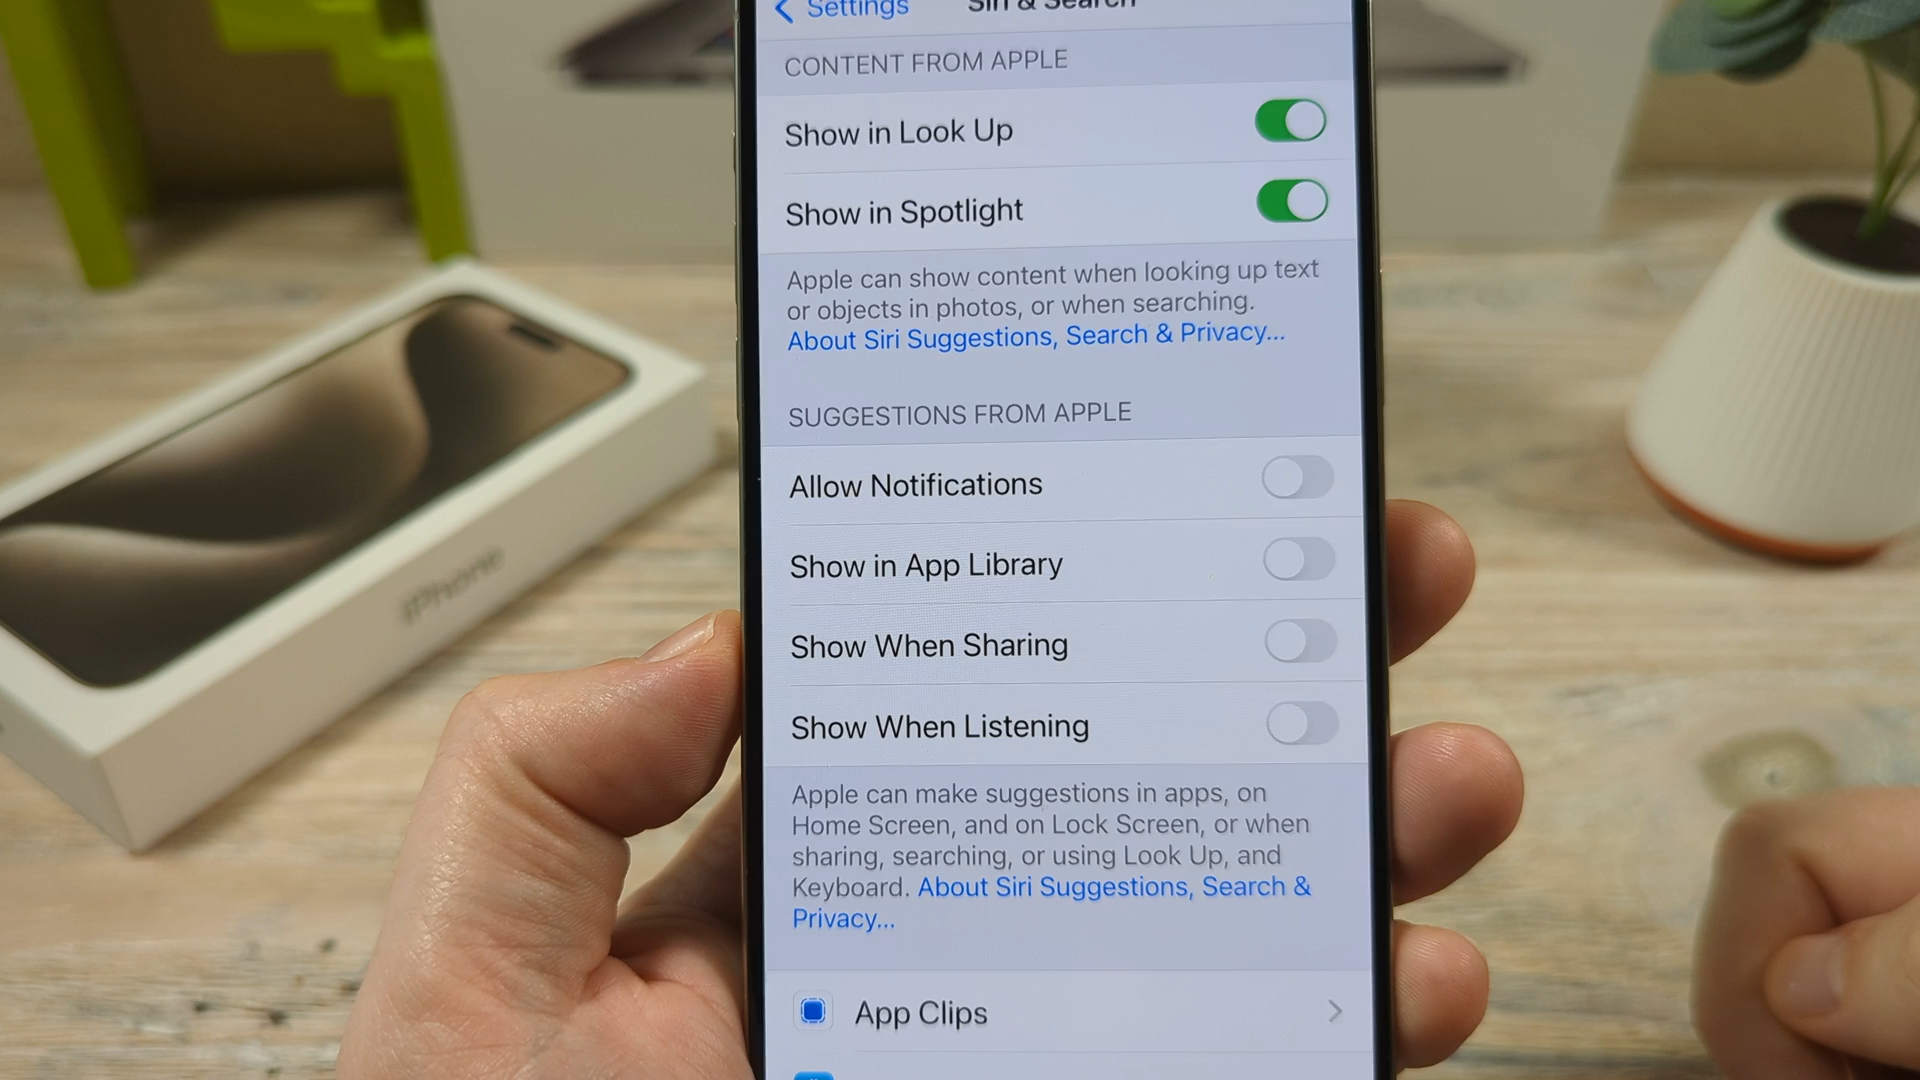 Settings
Siri & Search
CONTENT FROM APPLE
Show in Look Up
Show in Spotlight
Apple can show content when looking up text
or objects in photos, or when searching.
About Siri Suggestions, Search & Privacy...
SUGGESTIONS FROM APPLE
Allow Notifications
Show in App Library
Show When Sharing
Show When Listening
Apple can make suggestions in apps, on
Home Screen, and on Lock Screen, or when
sharing, searching, or using Look Up, and
Keyboard. About Siri Suggestions, Search &
Privacy...
App Clips
iPhone